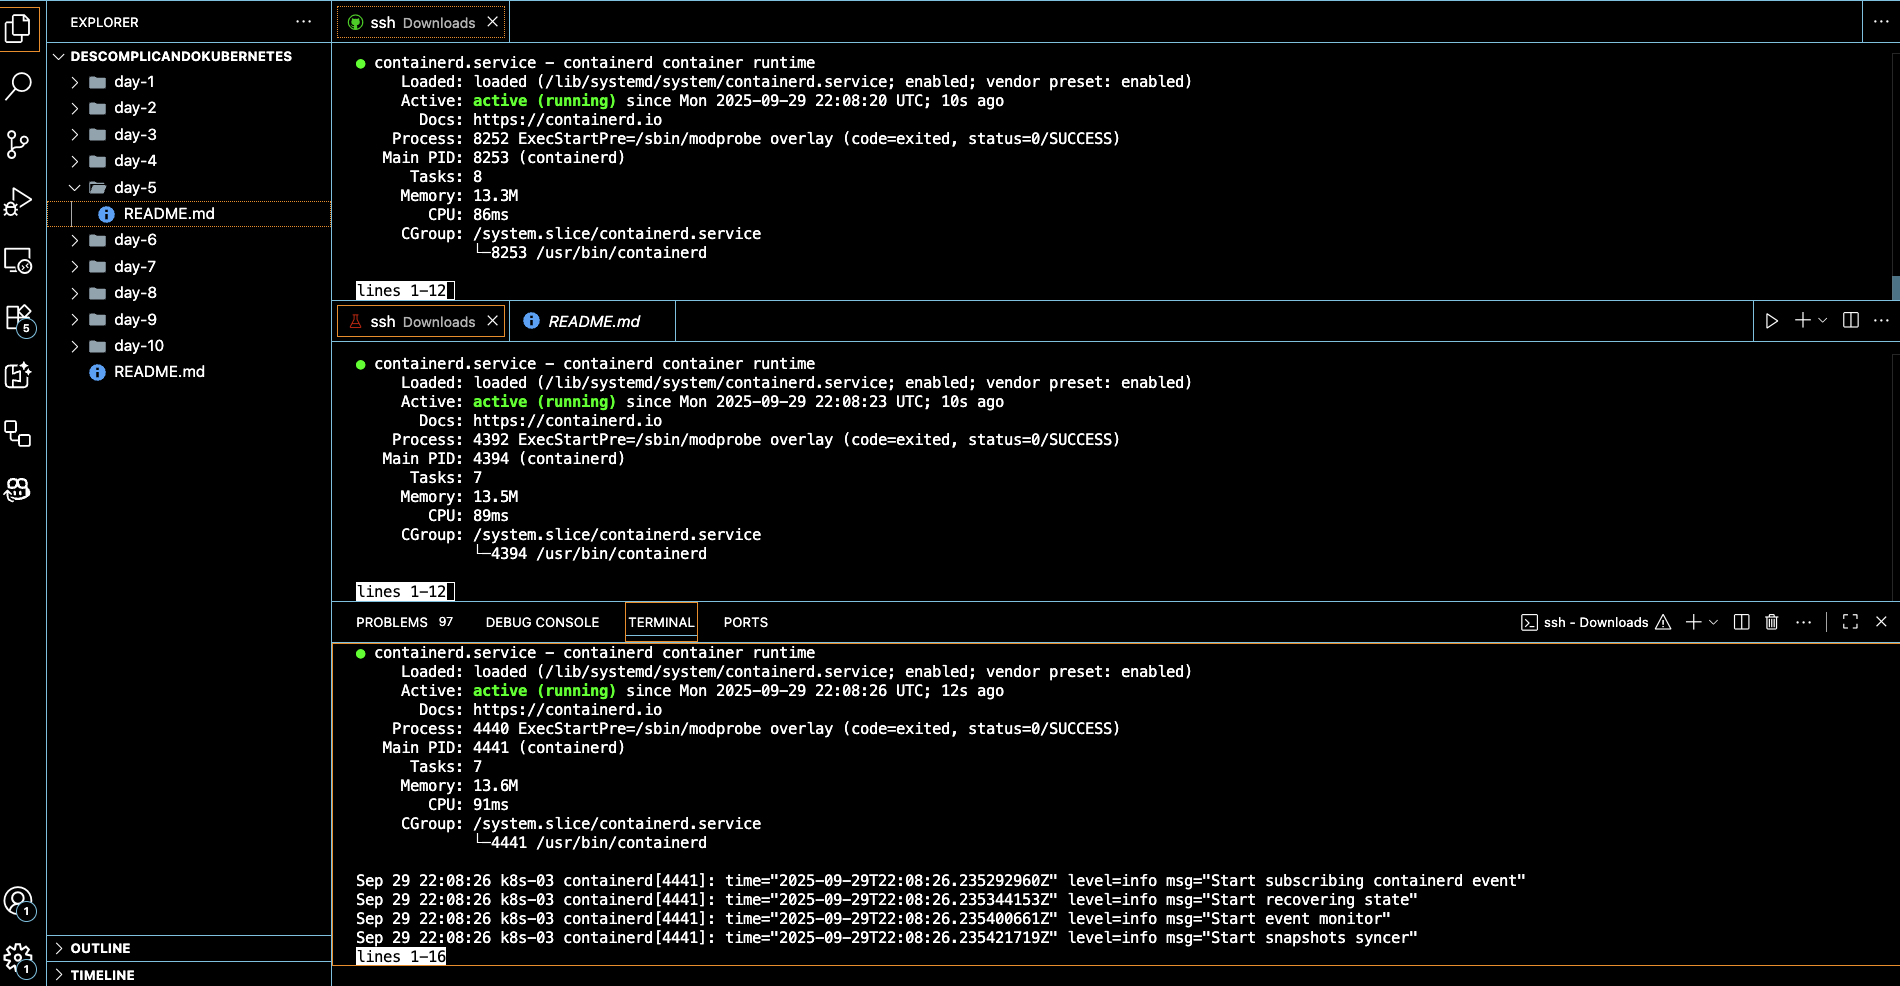 EXPLORER
DESCOMPLICANDOKUBERNETES
day-1
day-2
day-3
day-4
day-5
README.md
day-6
day-7
day-8
day-9
day-10
README.md
OUTLINE
TIMELINE
5
1
1
ssh Downloads
● containerd.service – containerd container runtime
Loaded: loaded (/lib/systemd/system/containerd.service; enabled; vendor preset: enabled)
Active: active (running) since Mon 2025-09-29 22:08:20 UTC; 10s ago
Docs: https://containerd.io
Process: 8252 ExecStartPre=/sbin/modprobe overlay (code=exited, status=0/SUCCESS)
Main PID: 8253 (containerd)
Tasks: 8
Memory: 13.3M
CPU: 86ms
CGroup: /system.slice/containerd.service
└─8253 /usr/bin/containerd
lines 1-12
ssh Downloads README.md
● containerd.service – containerd container runtime
Loaded: loaded (/lib/systemd/system/containerd.service; enabled; vendor preset: enabled)
Active: active (running) since Mon 2025-09-29 22:08:23 UTC; 10s ago
Docs: https://containerd.io
Process: 4392 ExecStartPre=/sbin/modprobe overlay (code=exited, status=0/SUCCESS)
Main PID: 4394 (containerd)
Tasks: 7
Memory: 13.5M
CPU: 89ms
CGroup: /system.slice/containerd.service
└─4394 /usr/bin/containerd
lines 1-12
PROBLEMS 97 DEBUG CONSOLE TERMINAL PORTS ssh - Downloads
● containerd.service – containerd container runtime
Loaded: loaded (/lib/systemd/system/containerd.service; enabled; vendor preset: enabled)
Active: active (running) since Mon 2025-09-29 22:08:26 UTC; 12s ago
Docs: https://containerd.io
Process: 4440 ExecStartPre=/sbin/modprobe overlay (code=exited, status=0/SUCCESS)
Main PID: 4441 (containerd)
Tasks: 7
Memory: 13.6M
CPU: 91ms
CGroup: /system.slice/containerd.service
└─4441 /usr/bin/containerd
Sep 29 22:08:26 k8s-03 containerd[4441]: time="2025-09-29T22:08:26.235292960Z" level=info msg="Start subscribing containerd event"
Sep 29 22:08:26 k8s-03 containerd[4441]: time="2025-09-29T22:08:26.235344153Z" level=info msg="Start recovering state"
Sep 29 22:08:26 k8s-03 containerd[4441]: time="2025-09-29T22:08:26.235400661Z" level=info msg="Start event monitor"
Sep 29 22:08:26 k8s-03 containerd[4441]: time="2025-09-29T22:08:26.235421719Z" level=info msg="Start snapshots syncer"
lines 1-16